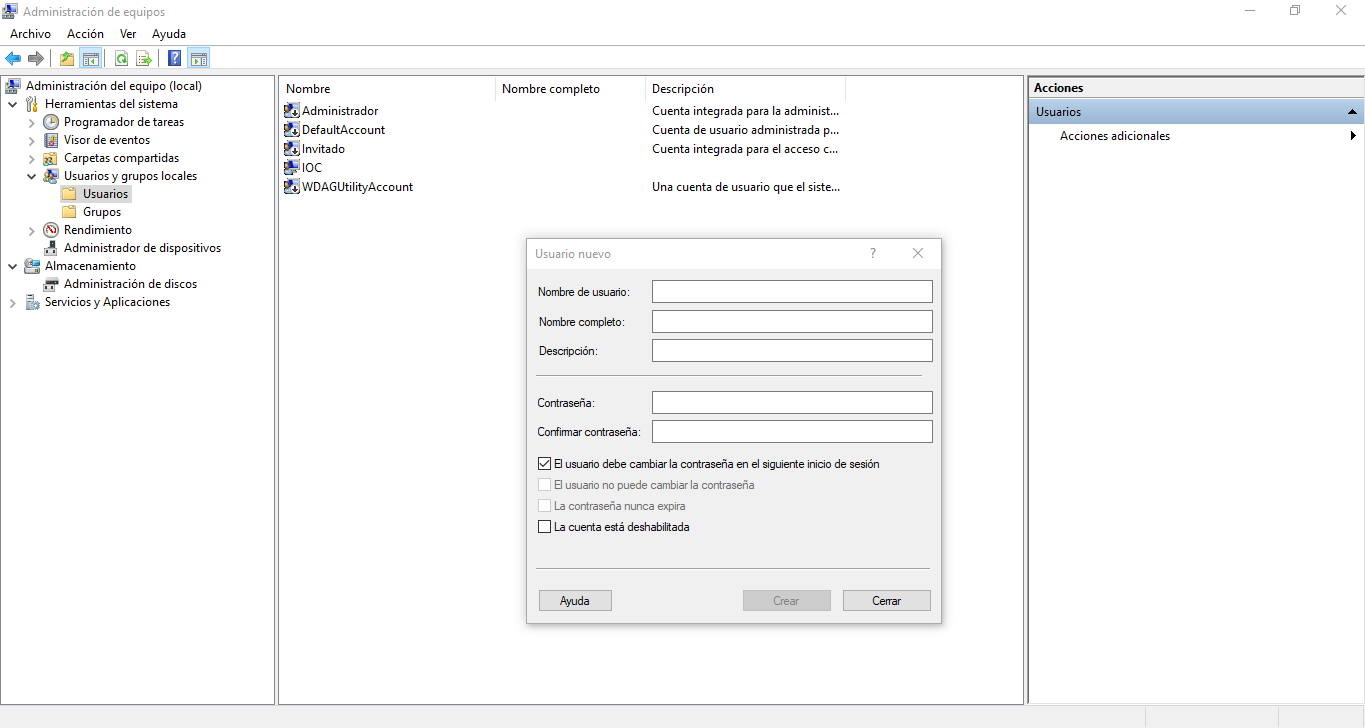 Administración de equipos
Archivo Acción Ver Ayuda
Administración del equipo (local)
Herramientas del sistema
Programador de tareas
Visor de eventos
Carpetas compartidas
Usuarios y grupos locales
Usuarios
Grupos
Rendimiento
Administrador de dispositivos
Almacenamiento
Administración de discos
Servicios y Aplicaciones
Nombre Nombre completo Descripción
Administrador Cuenta integrada para la administ...
DefaultAccount Cuenta de usuario administrada p...
Invitado Cuenta integrada para el acceso c...
IOC
WDAGUtilityAccount Una cuenta de usuario que el siste...
Usuario nuevo ?
Nombre de usuario:
Nombre completo:
Descripción:
Contraseña:
Confirmar contraseña:
El usuario debe cambiar la contraseña en el siguiente inicio de sesión
El usuario no puede cambiar la contraseña
La contraseña nunca expira
La cuenta está deshabilitada
Ayuda Crear Cerrar
Acciones
Usuarios
Acciones adicionales